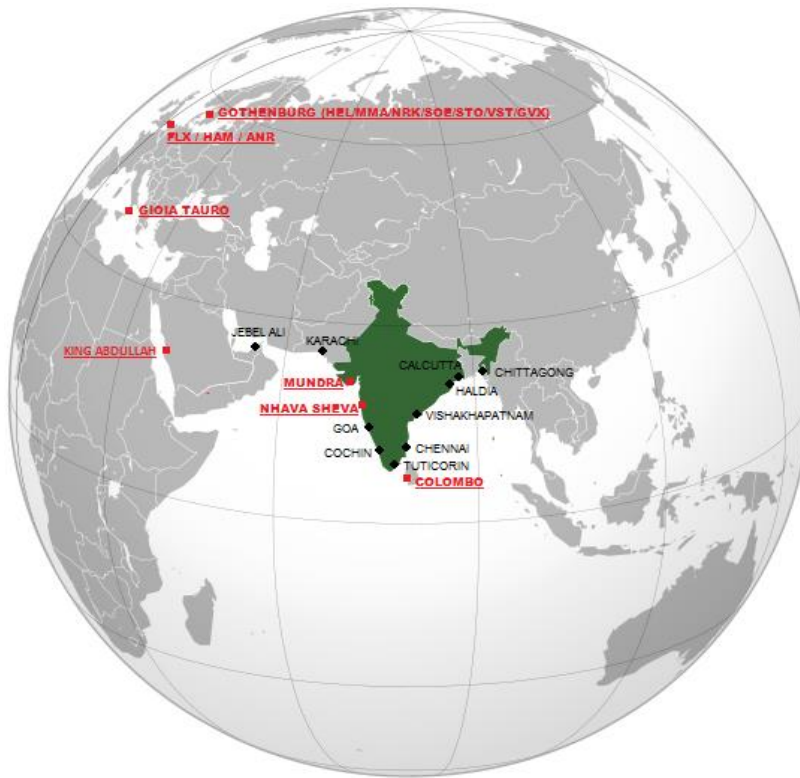 GOTHENBURG (HEL/MMA/NRK/SOE/STO/VST/GVX)
FLX / HAM / ANR
GIOIA TAURO
JEBEL ALI
KARACHI
KING ABDULLAH
CALCUTTA
CHITTAGONG
MUNDRA
HALDIA
NHAVA SHEVA
VISHAKHAPATNAM
GOA
CHENNAI
COCHIN
TUTICORIN
COLOMBO